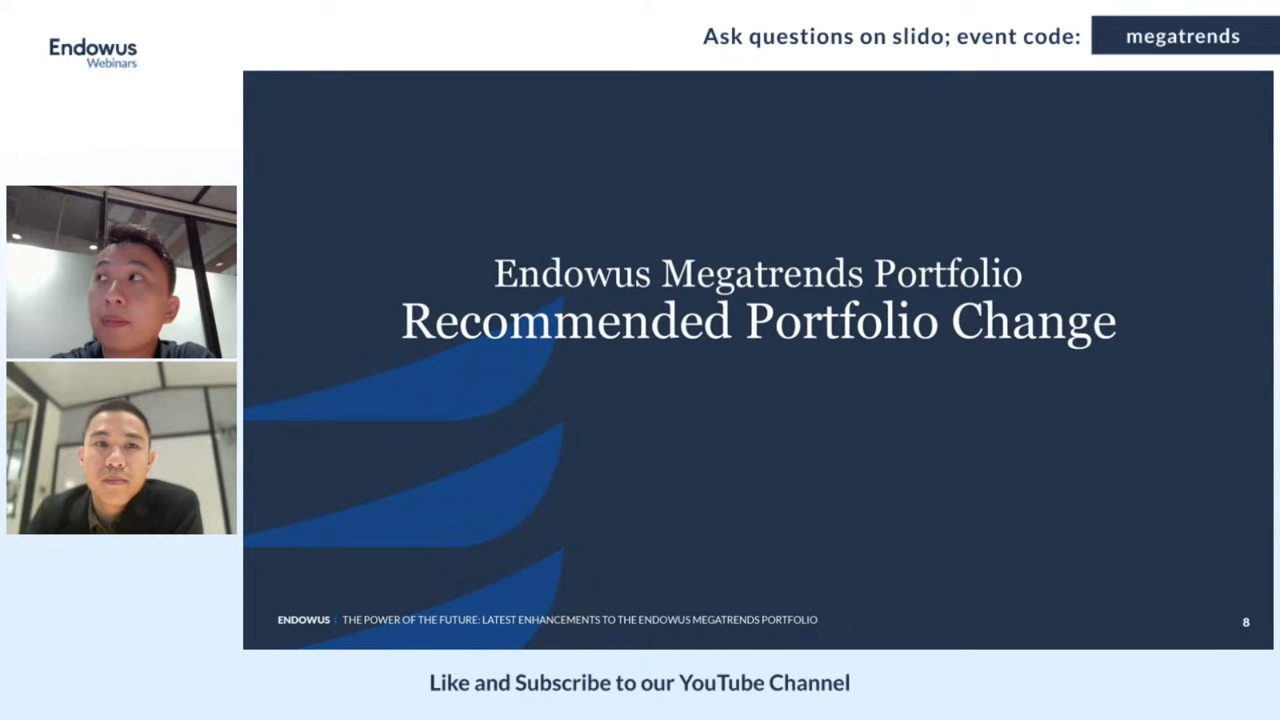 Endowus
Webinars
Ask questions on slido; event code:
megatrends
Endowus Megatrends Portfolio
Recommended Portfolio Change
ENDOWUS | THE POWER OF THE FUTURE: LATEST ENHANCEMENTS TO THE ENDOWUS MEGATRENDS PORTFOLIO
8
Like and Subscribe to our YouTube Channel